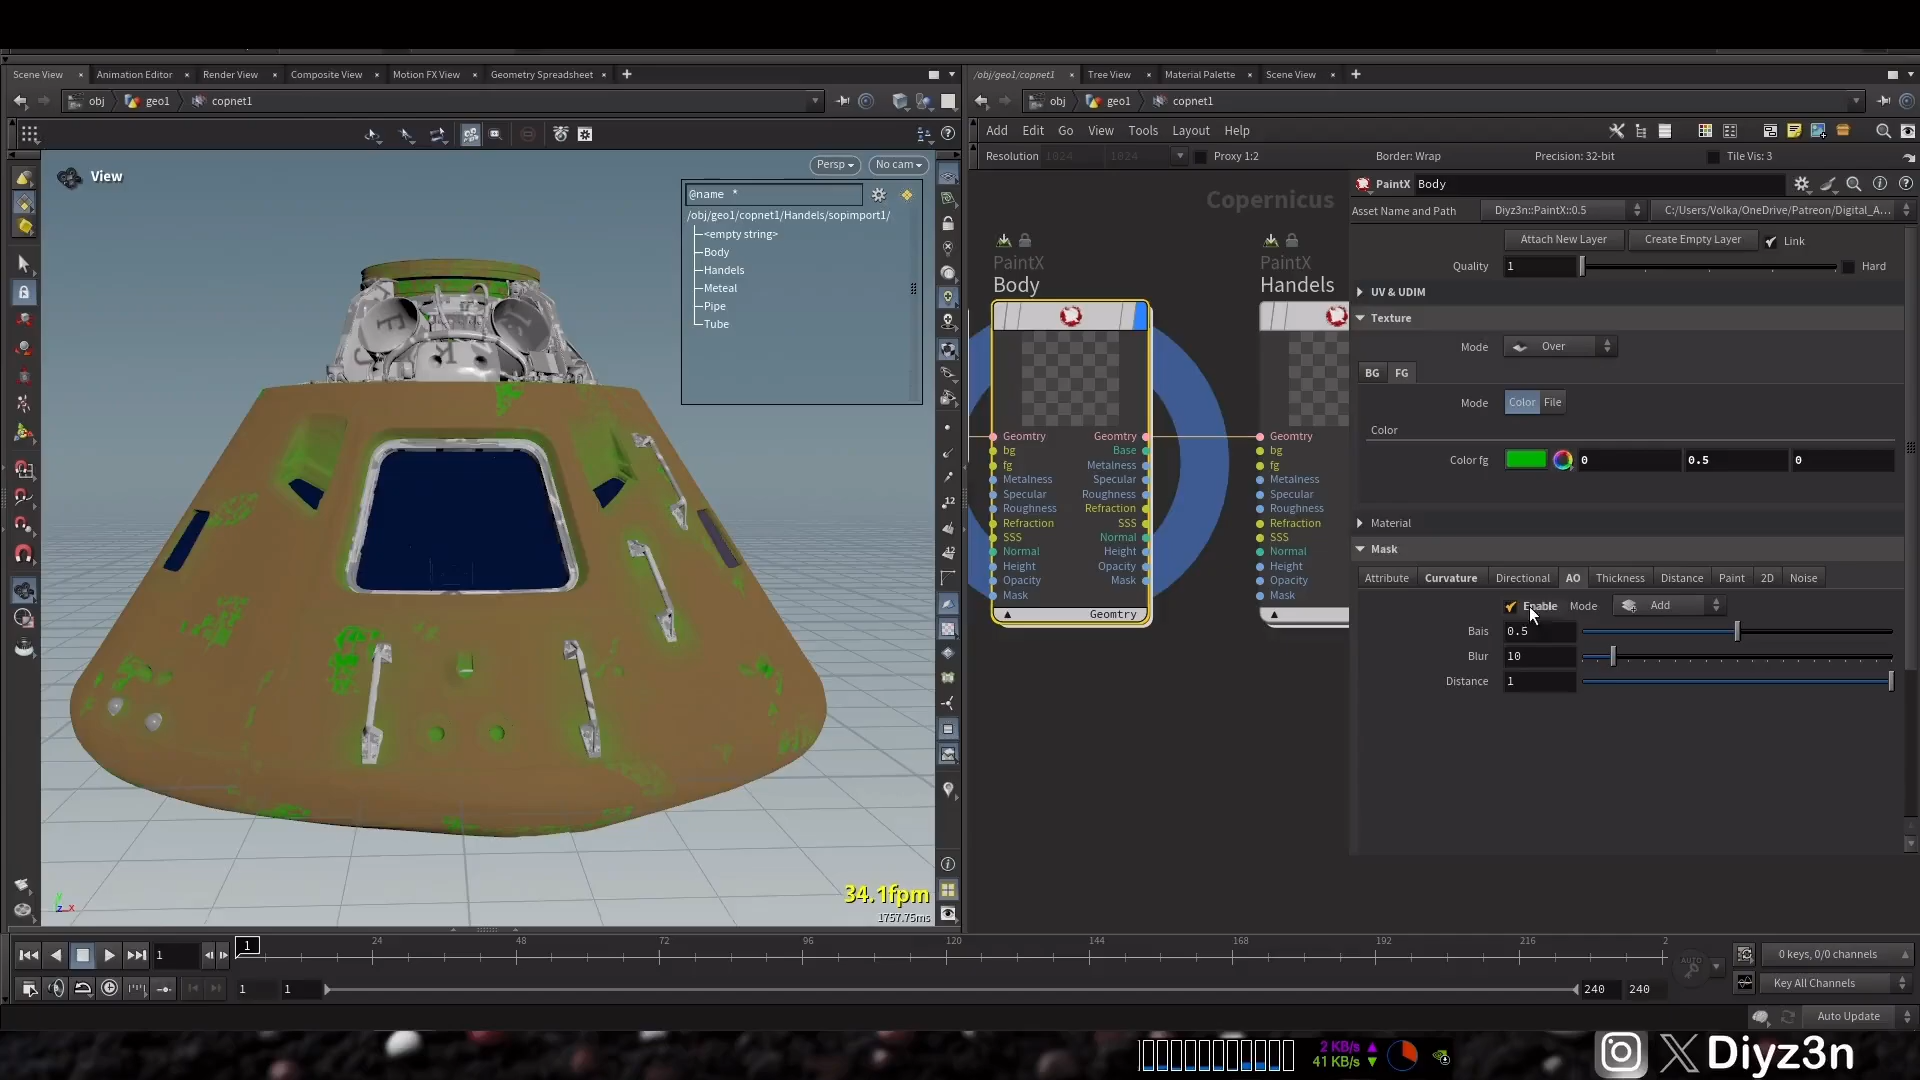 Scene View
Animation Editor
Render View
Composite View
Motion FX View
Geometry Spreadsheet
/obj/geo1/copnet1
Tree View
Material Palette
Scene View
obj
geo1
copnet1
obj
geo1
copnet1
Add
Edit
Go
View
Tools
Layout
Help
Resolution
1024
1024
Proxy 1:2
Border: Wrap
Precision: 32-bit
Tile Vis: 3
View
Persp
No cam
@name *
/obj/geo1/copnet1/Handels/sopimport1/
<empty string>
Body
Handels
Meteal
Pipe
Tube
34.1fpm
1757.75ms
Copernicus
PaintX
Body
Geomtry
bg
fg
Metalness
Specular
Roughness
Refraction
SSS
Normal
Height
Opacity
Mask
Geomtry
Base
Metalness
Specular
Roughness
Refraction
SSS
Normal
Height
Opacity
Mask
Geomtry
PaintX
Handels
Geomtry
bg
fg
Metalness
Specular
Roughness
Refraction
SSS
Normal
Height
Opacity
Mask
PaintX
Body
Asset Name and Path
Diyz3n::PaintX::0.5
C:/Users/Volka/OneDrive/Patreon/Digital_A...
Attach New Layer
Create Empty Layer
Link
Quality
1
Hard
UV & UDIM
Texture
Mode
Over
BG
FG
Mode
Color
File
Color
Color fg
0
0.5
0
Material
Mask
Attribute
Curvature
Directional
AO
Thickness
Distance
Paint
2D
Noise
Enable
Mode
Add
Bais
0.5
Blur
10
Distance
1
12
12
1
1
24
48
72
96
120
144
168
192
216
2
1
1
240
240
AUTO
0 keys, 0/0 channels
Key All Channels
Auto Update
2 KB/s
41 KB/s
Diyz3n